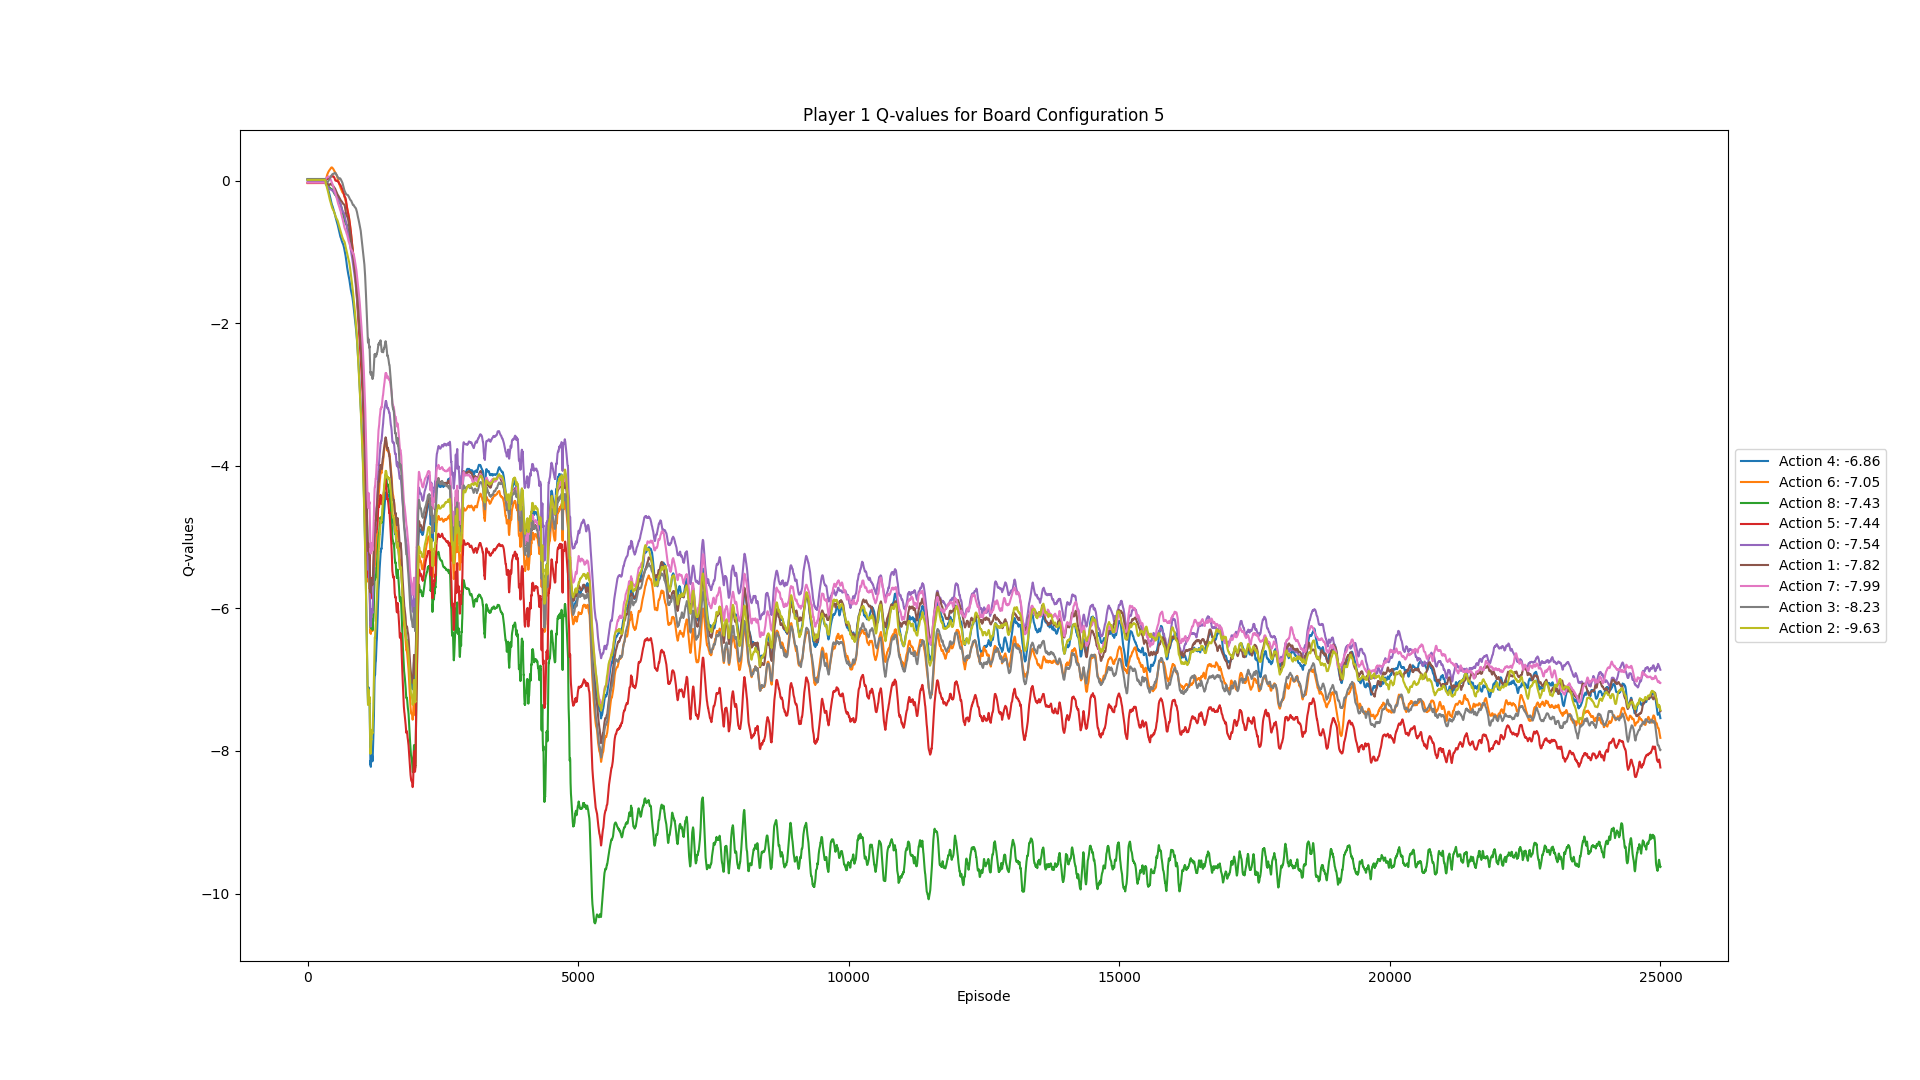 Player 1 Q-values for Board Configuration 5
0
−2
−4
−6
−8
−10
Q-values
0
5000
10000
15000
20000
25000
Episode
Action 4: -6.86
Action 6: -7.05
Action 8: -7.43
Action 5: -7.44
Action 0: -7.54
Action 1: -7.82
Action 7: -7.99
Action 3: -8.23
Action 2: -9.63